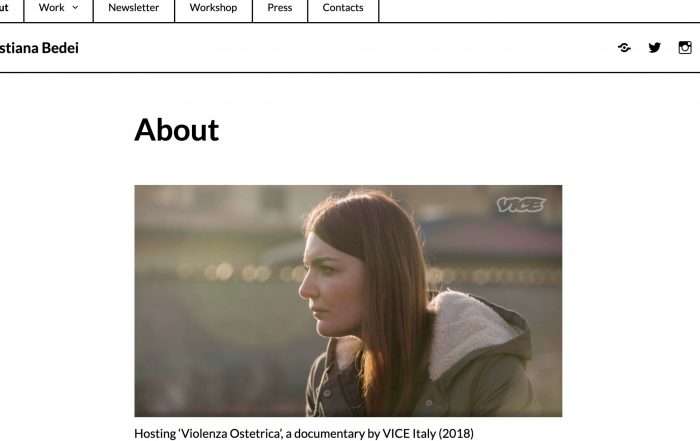 ut
Work
Newsletter
Workshop
Press
Contacts
stiana Bedei
About
VICE
Hosting ‘Violenza Ostetrica’, a documentary by VICE Italy (2018)